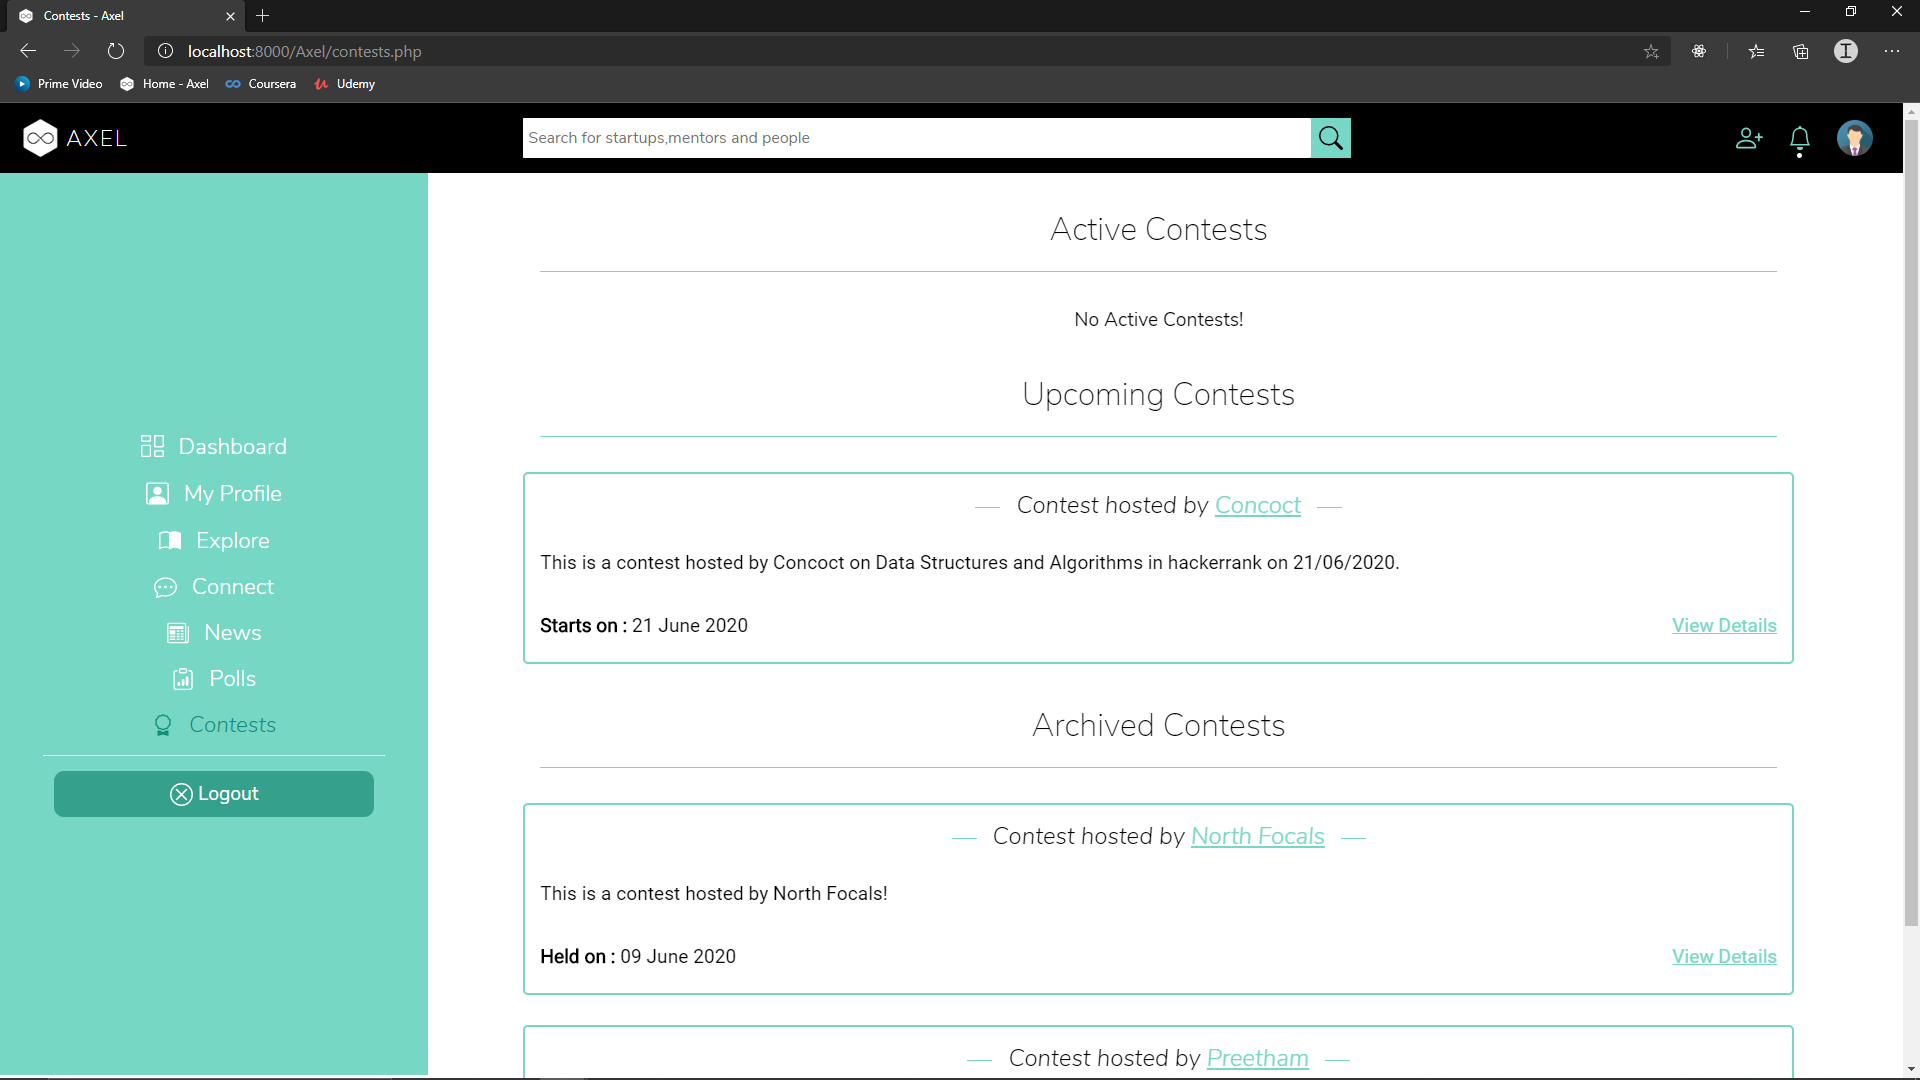 Contests - Axel
localhost:8000/Axel/contests.php
Prime Video Home - Axel Coursera Udemy
AXEL
Search for startups,mentors and people
Active Contests
No Active Contests!
Upcoming Contests
Contest hosted by Concoct
This is a contest hosted by Concoct on Data Structures and Algorithms in hackerrank on 21/06/2020.
Starts on : 21 June 2020
View Details
Archived Contests
Contest hosted by North Focals
This is a contest hosted by North Focals!
Held on : 09 June 2020
View Details
Contest hosted by Preetham
Dashboard
My Profile
Explore
Connect
News
Polls
Contests
Logout